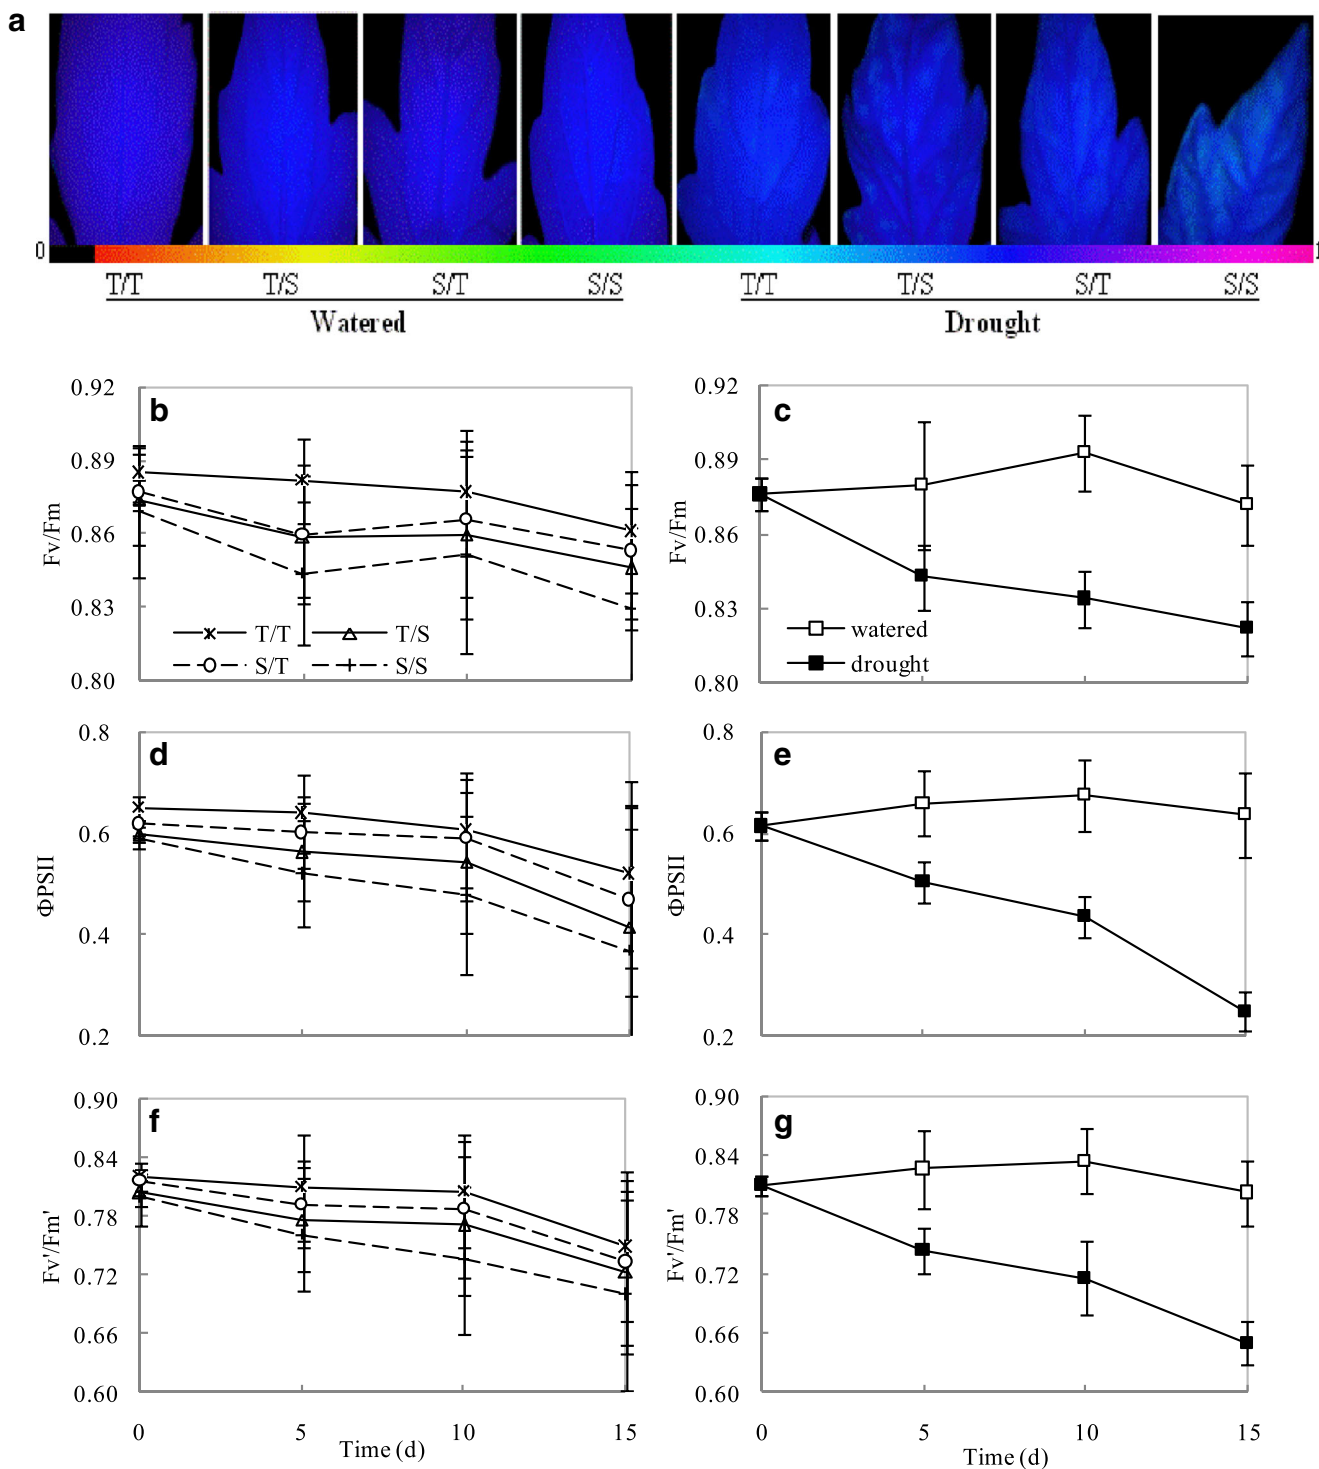 a
0 1
T/T T/S S/T S/S T/T T/S S/T S/S
Watered Drought
b
Fv/Fm
0.92
0.89
0.86
0.83
0.80
T/T T/S
S/T S/S
c
Fv/Fm
0.92
0.89
0.86
0.83
0.80
watered
drought
d
ΦPSII
0.8
0.6
0.4
0.2
e
ΦPSII
0.8
0.6
0.4
0.2
f
Fv'/Fm'
0.90
0.84
0.78
0.72
0.66
0.60
0 5 10 15
Time (d)
g
Fv'/Fm'
0.90
0.84
0.78
0.72
0.66
0.60
0 5 10 15
Time (d)